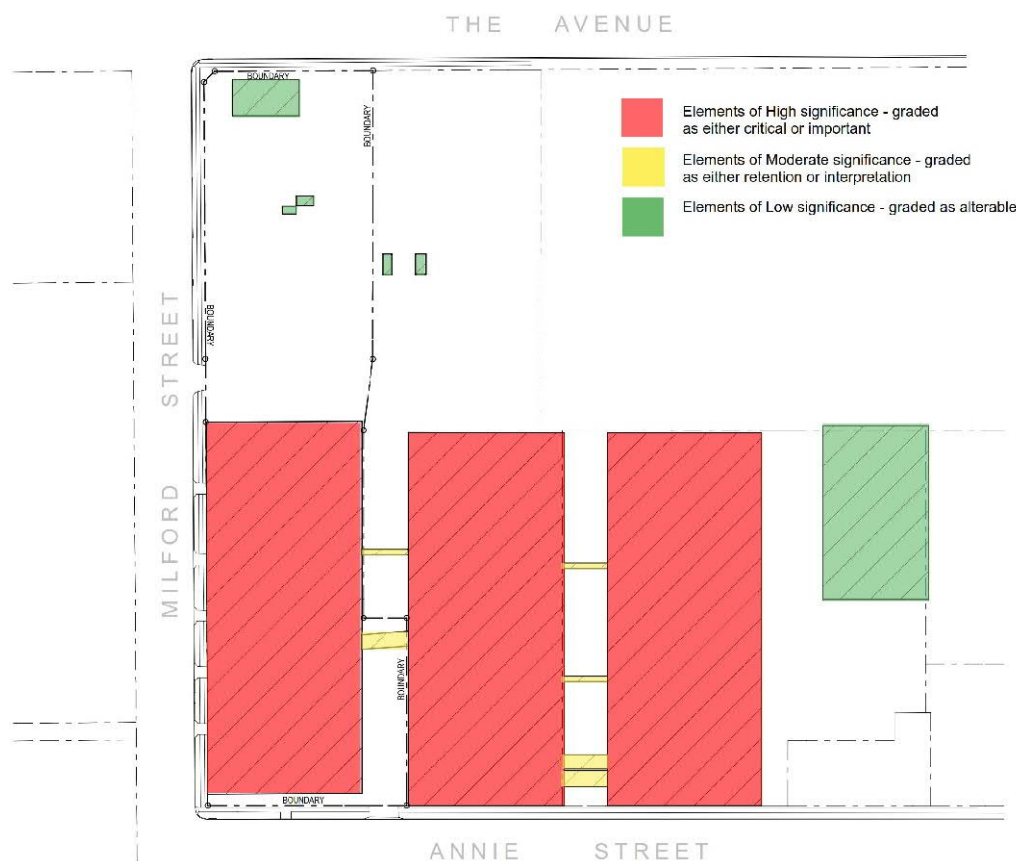 THE AVENUE
BOUNDARY
BOUNDARY
Elements of High significance - graded
as either critical or important
Elements of Moderate significance - graded
as either retention or interpretation
Elements of Low significance - graded as alterable
BOUNDARY
MILFORD STREET
BOUNDARY
BOUNDARY
ANNIE STREET